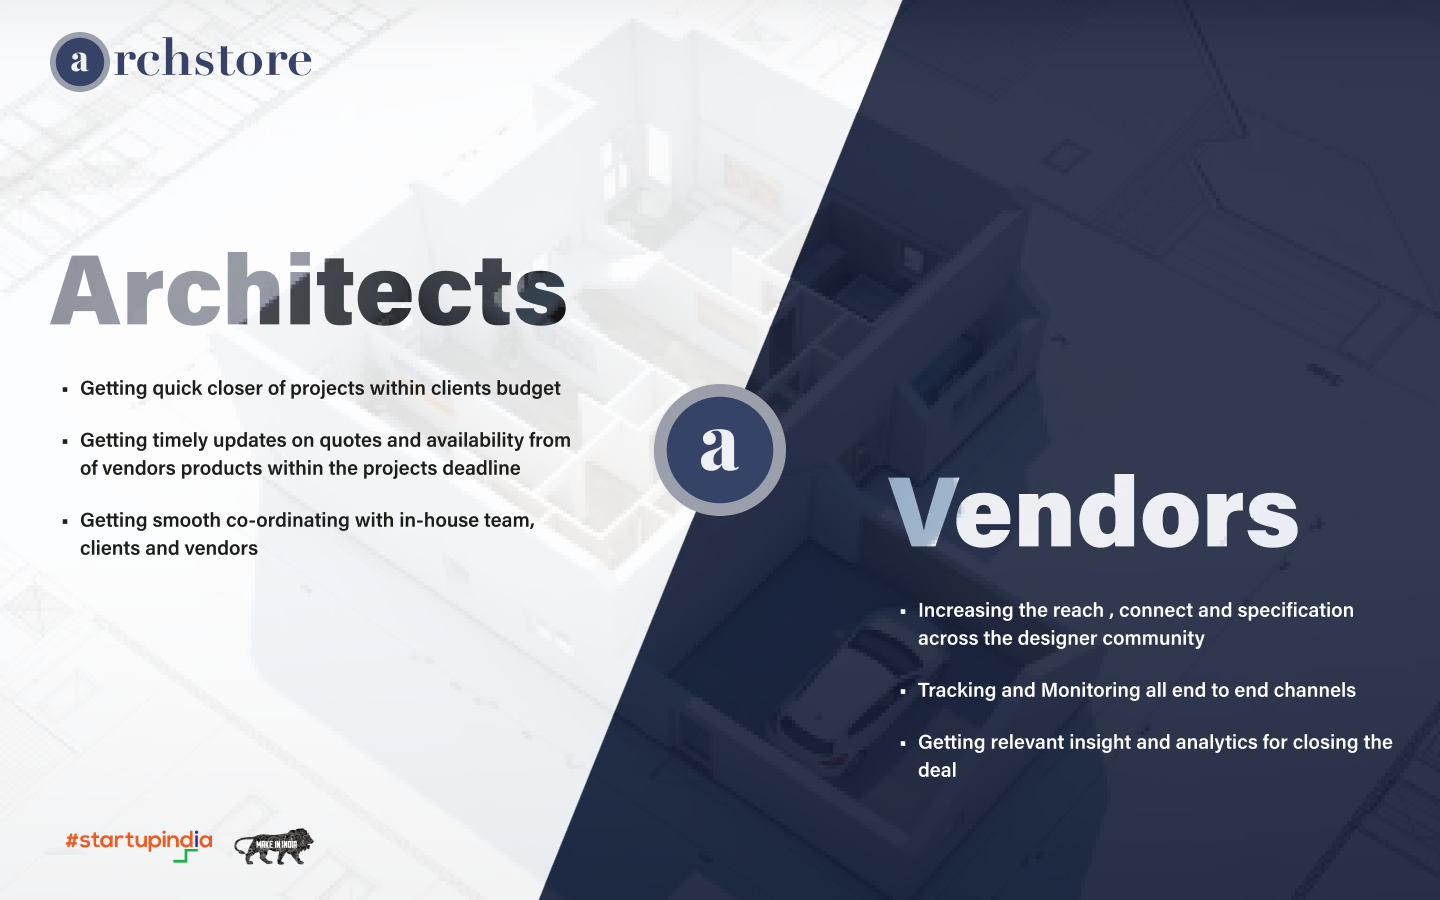 archstore
Architects
▪ Getting quick closer of projects within clients budget
▪ Getting timely updates on quotes and availability from
of vendors products within the projects deadline
▪ Getting smooth co-ordinating with in-house team,
clients and vendors
a
Vendors
▪ Increasing the reach , connect and specification
across the designer community
▪ Tracking and Monitoring all end to end channels
▪ Getting relevant insight and analytics for closing the
deal
#startupindia
MAKE IN INDIA